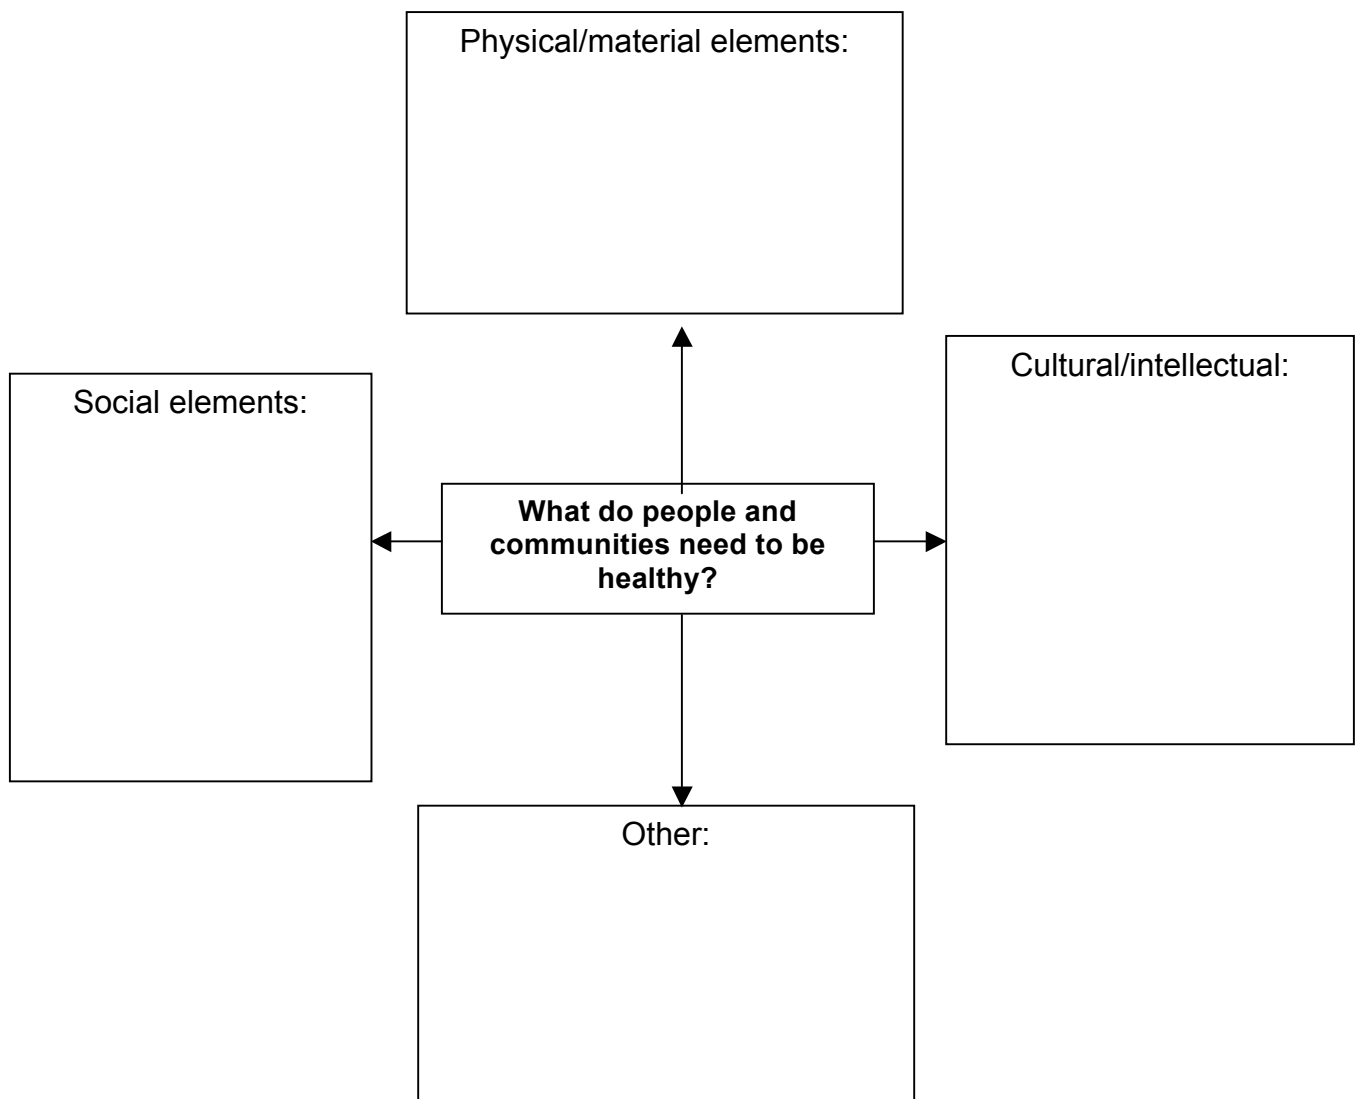 Physical/material elements:
Cultural/intellectual:
Social elements:
What do people and
communities need to be
healthy?
Other: